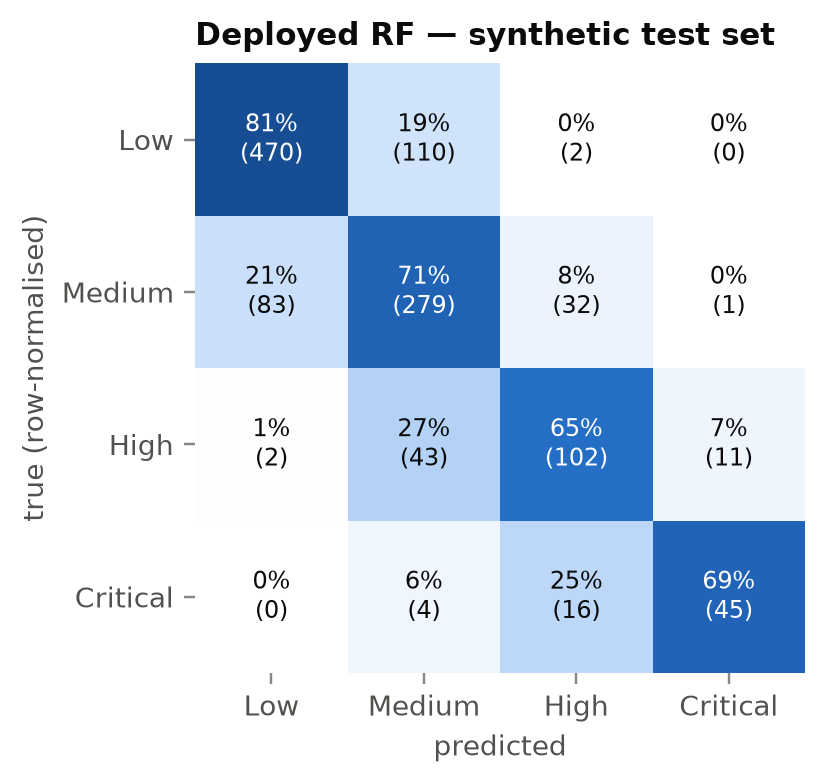 Deployed RF — synthetic test set
true (row-normalised)
Low
81%
(470)
19%
(110)
0%
(2)
0%
(0)
Medium
21%
(83)
71%
(279)
8%
(32)
0%
(1)
High
1%
(2)
27%
(43)
65%
(102)
7%
(11)
Critical
0%
(0)
6%
(4)
25%
(16)
69%
(45)
Low
Medium
High
Critical
predicted